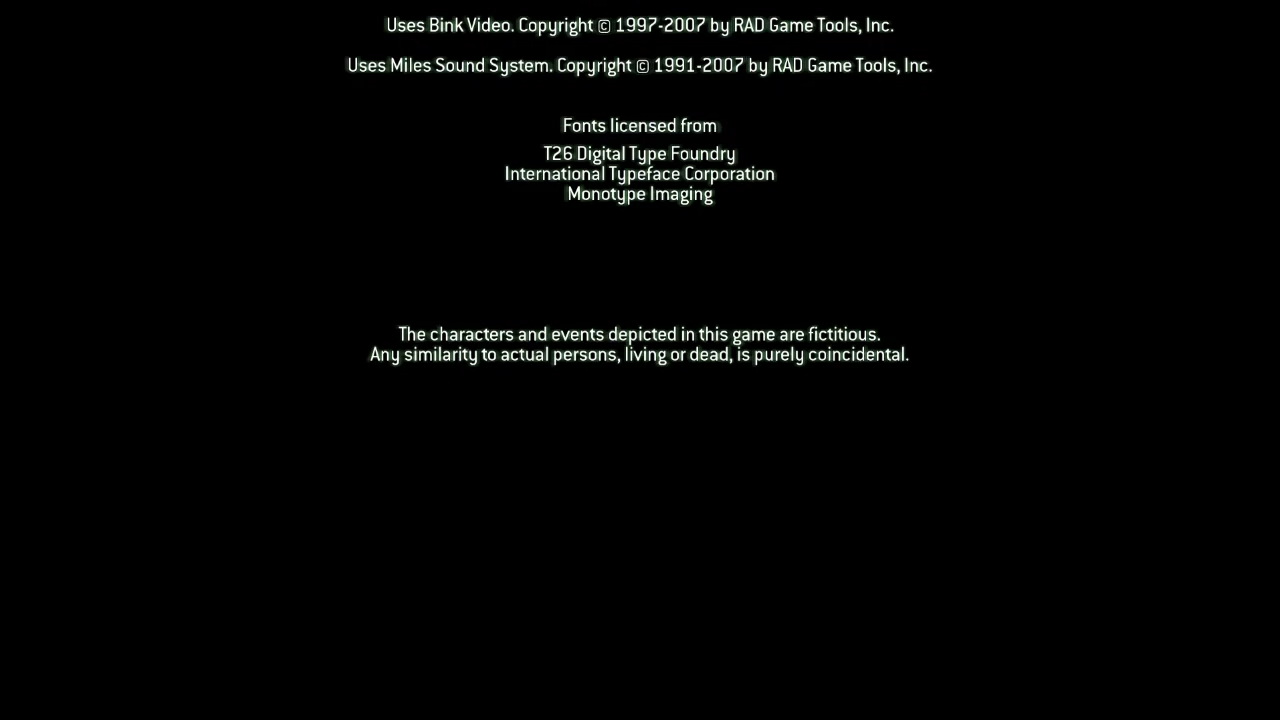 Uses Bink Video. Copyright © 1997-2007 by RAD Game Tools, Inc.
Uses Miles Sound System. Copyright © 1991-2007 by RAD Game Tools, Inc.
Fonts licensed from
T26 Digital Type Foundry
International Typeface Corporation
Monotype Imaging
The characters and events depicted in this game are fictitious.
Any similarity to actual persons, living or dead, is purely coincidental.